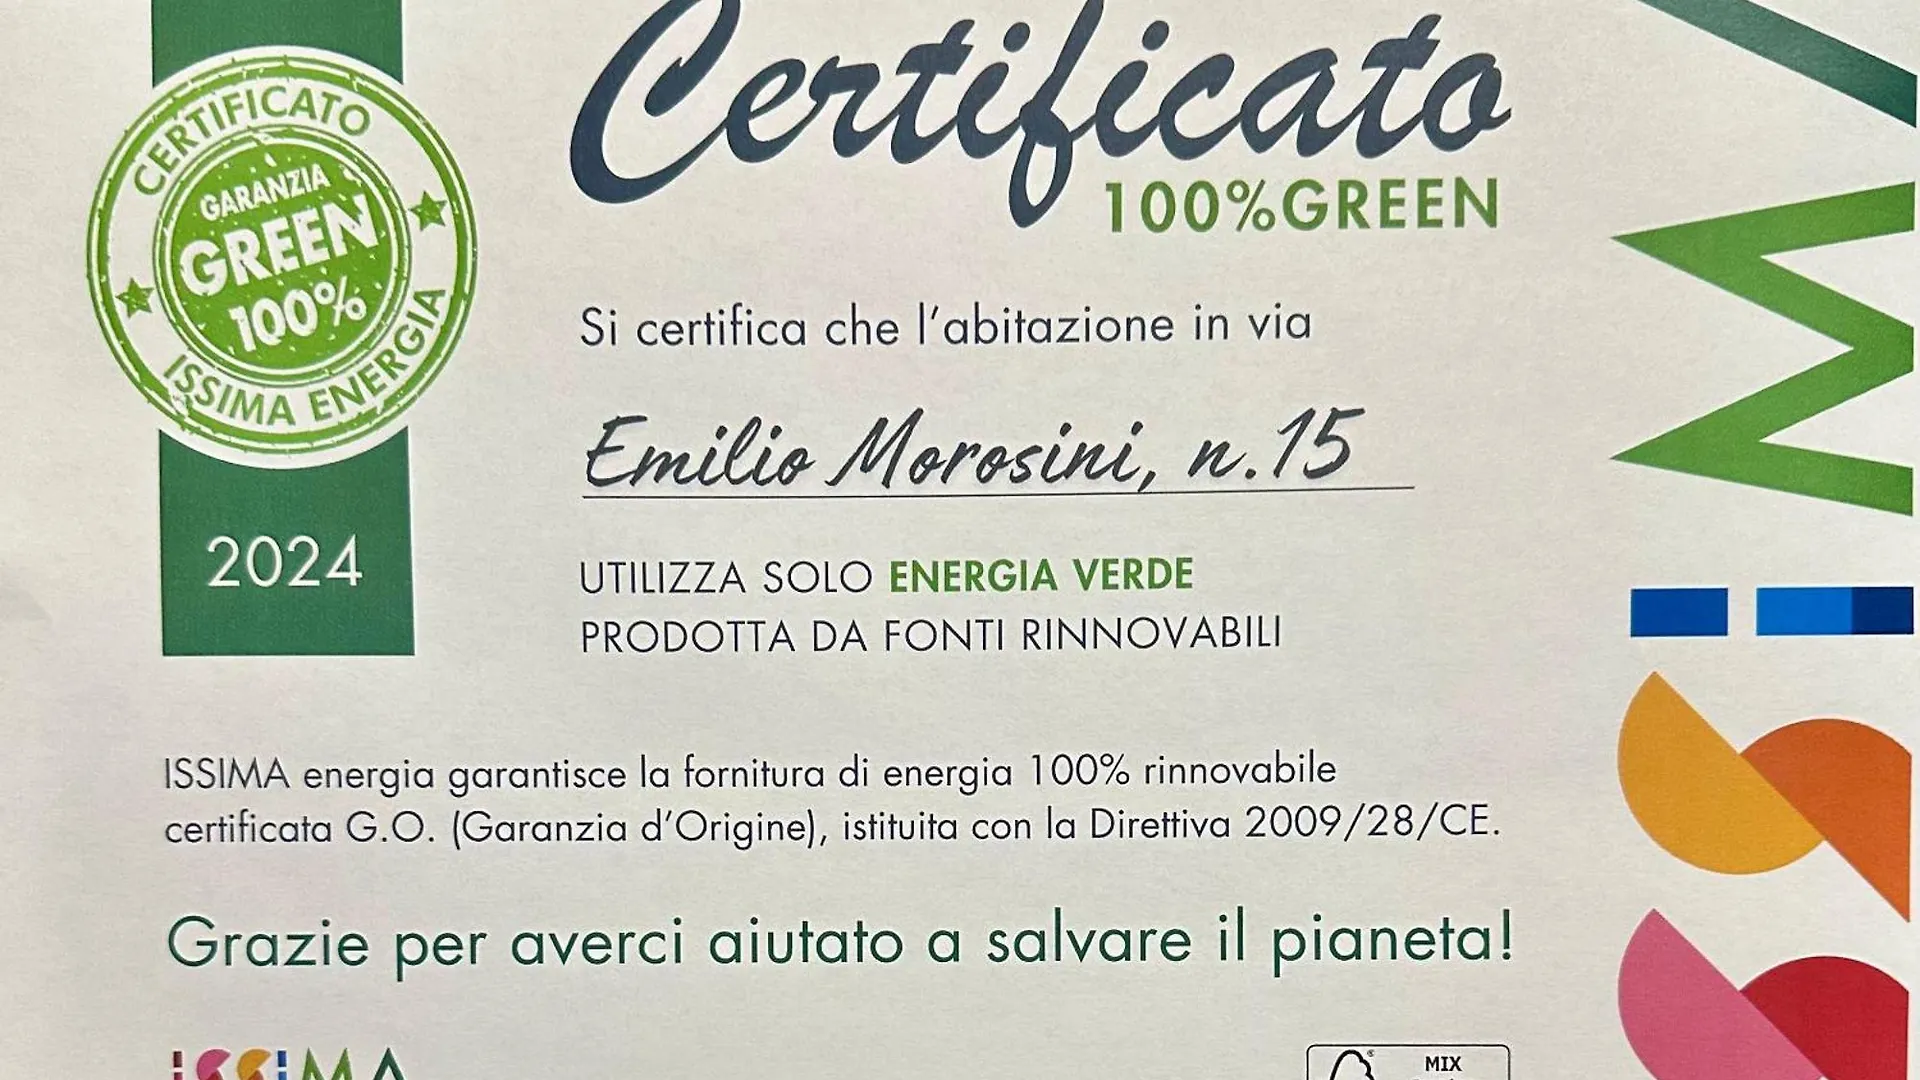 Certificato
100%GREEN
CERTIFICATO
GARANZIA
GREEN
100%
ISSIMA ENERGIA
2024
Si certifica che l'abitazione in via
Emilio Morosini, n.15
UTILIZZA SOLO ENERGIA VERDE
PRODOTTA DA FONTI RINNOVABILI
ISSIMA energia garantisce la fornitura di energia 100% rinnovabile
certificata G.O. (Garanzia d'Origine), istituita con la Direttiva 2009/28/CE.
Grazie per averci aiutato a salvare il pianeta!
ISSIMA
MIX